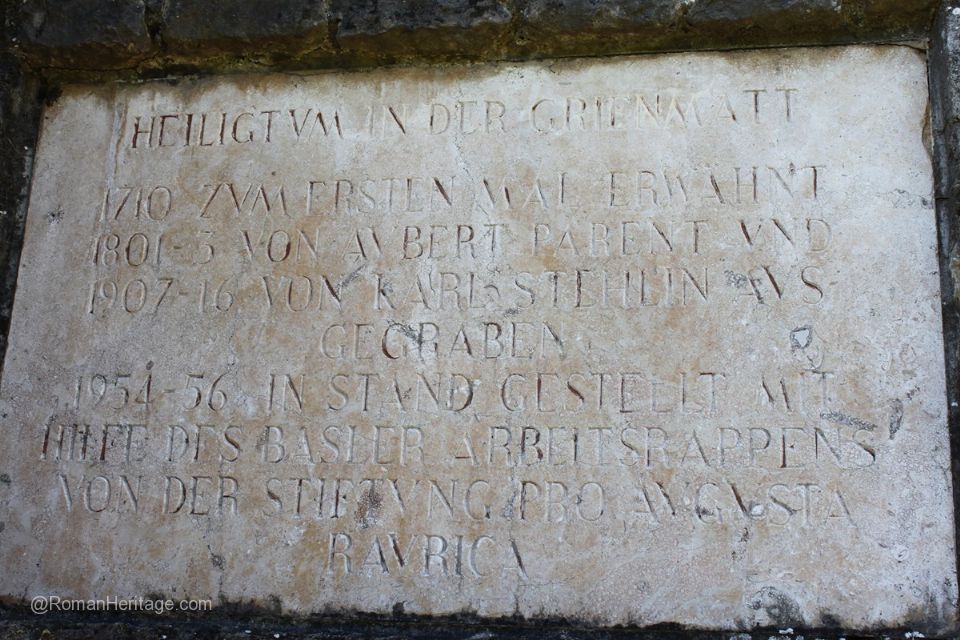 HEILIGTVM IN DER GRIENMATT
1710 ZVM ERSTEN MAL ERWÄHNT
1801-3 VON AVBERT PARENT VND
1907-16 VON KARL STEHLIN AVS
GEGRABEN
1954-56 IN STAND GESTELLT MIT
HILFE DES BASLER ARBEITSRAPPENS
VON DER STIFTVNG PRO AVGVSTA
RAVRICA
@RomanHeritage.com